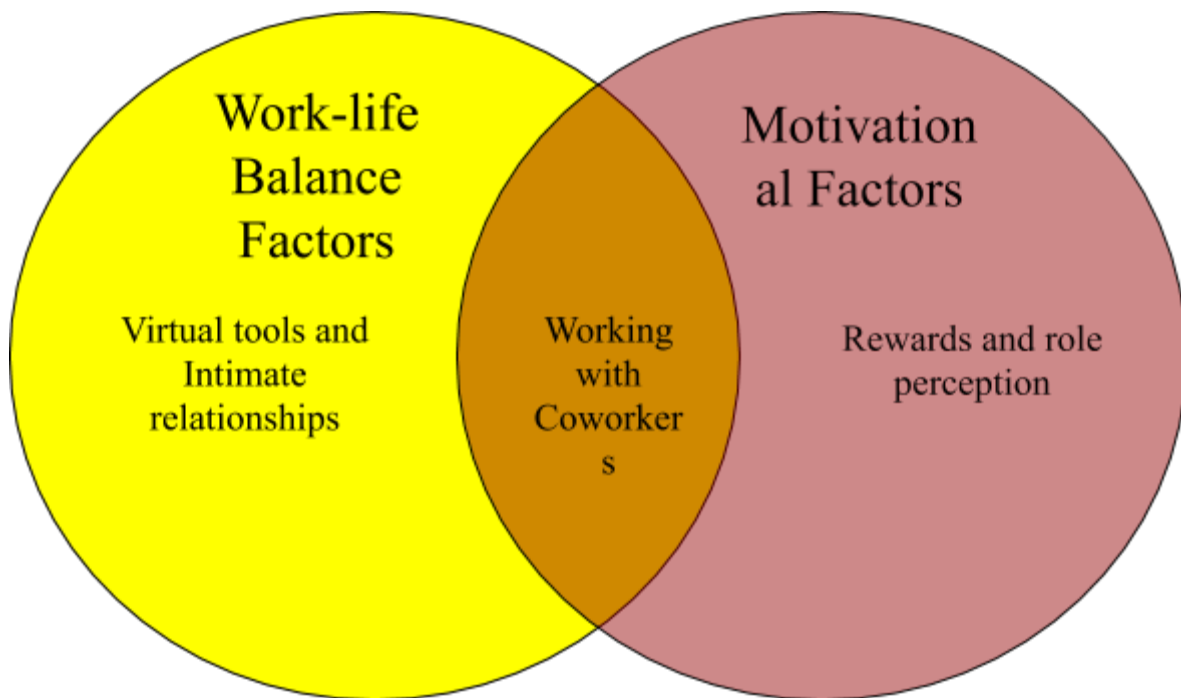 Work-life
Balance
Factors
Virtual tools and
Intimate
relationships
Working
with
Coworker
s
Motivation
al Factors
Rewards and role
perception